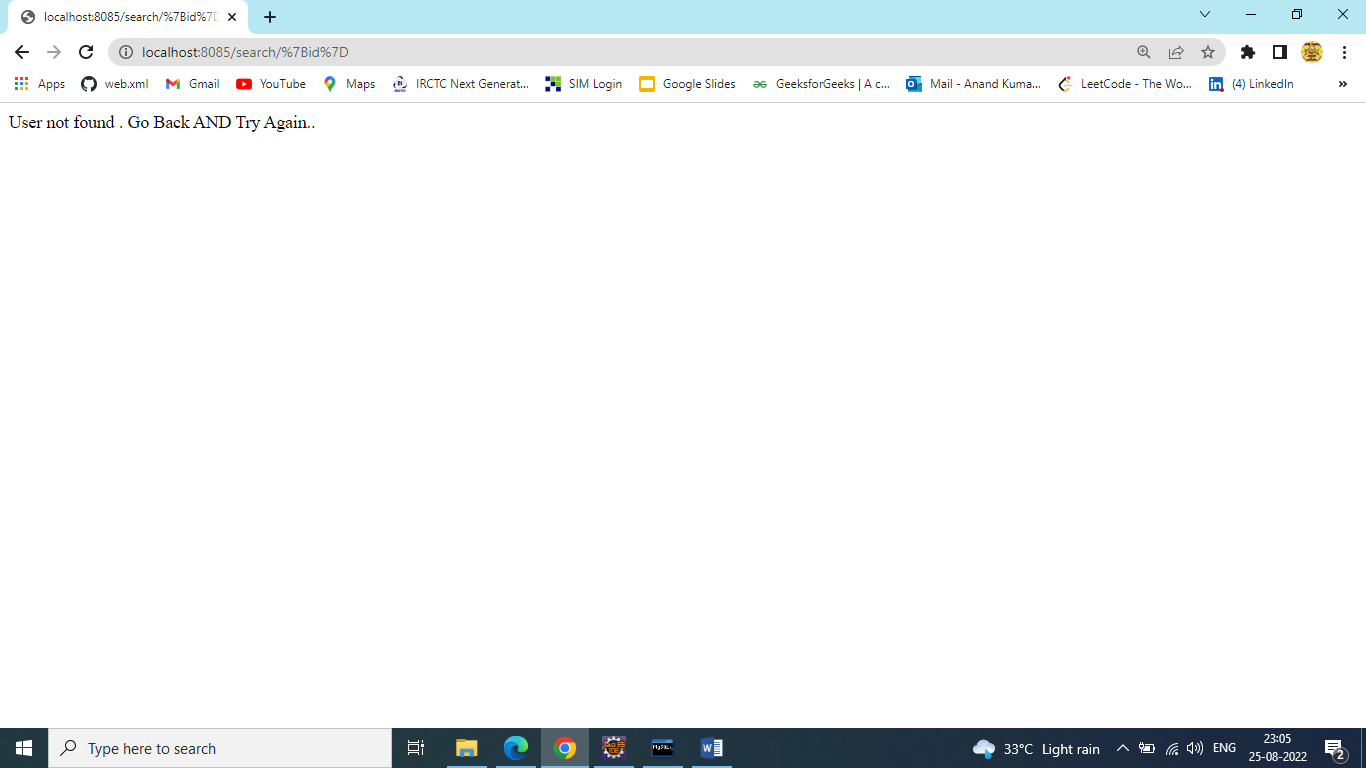 localhost:8085/search/%7Bid%7D
localhost:8085/search/%7Bid%7D
Apps web.xml Gmail YouTube Maps IRCTC Next Generat... SIM Login Google Slides GeeksforGeeks | A c... Mail - Anand Kuma... LeetCode - The Wo... (4) LinkedIn »
User not found . Go Back AND Try Again..
Type here to search
33°C Light rain
ENG
23:05
25-08-2022
2